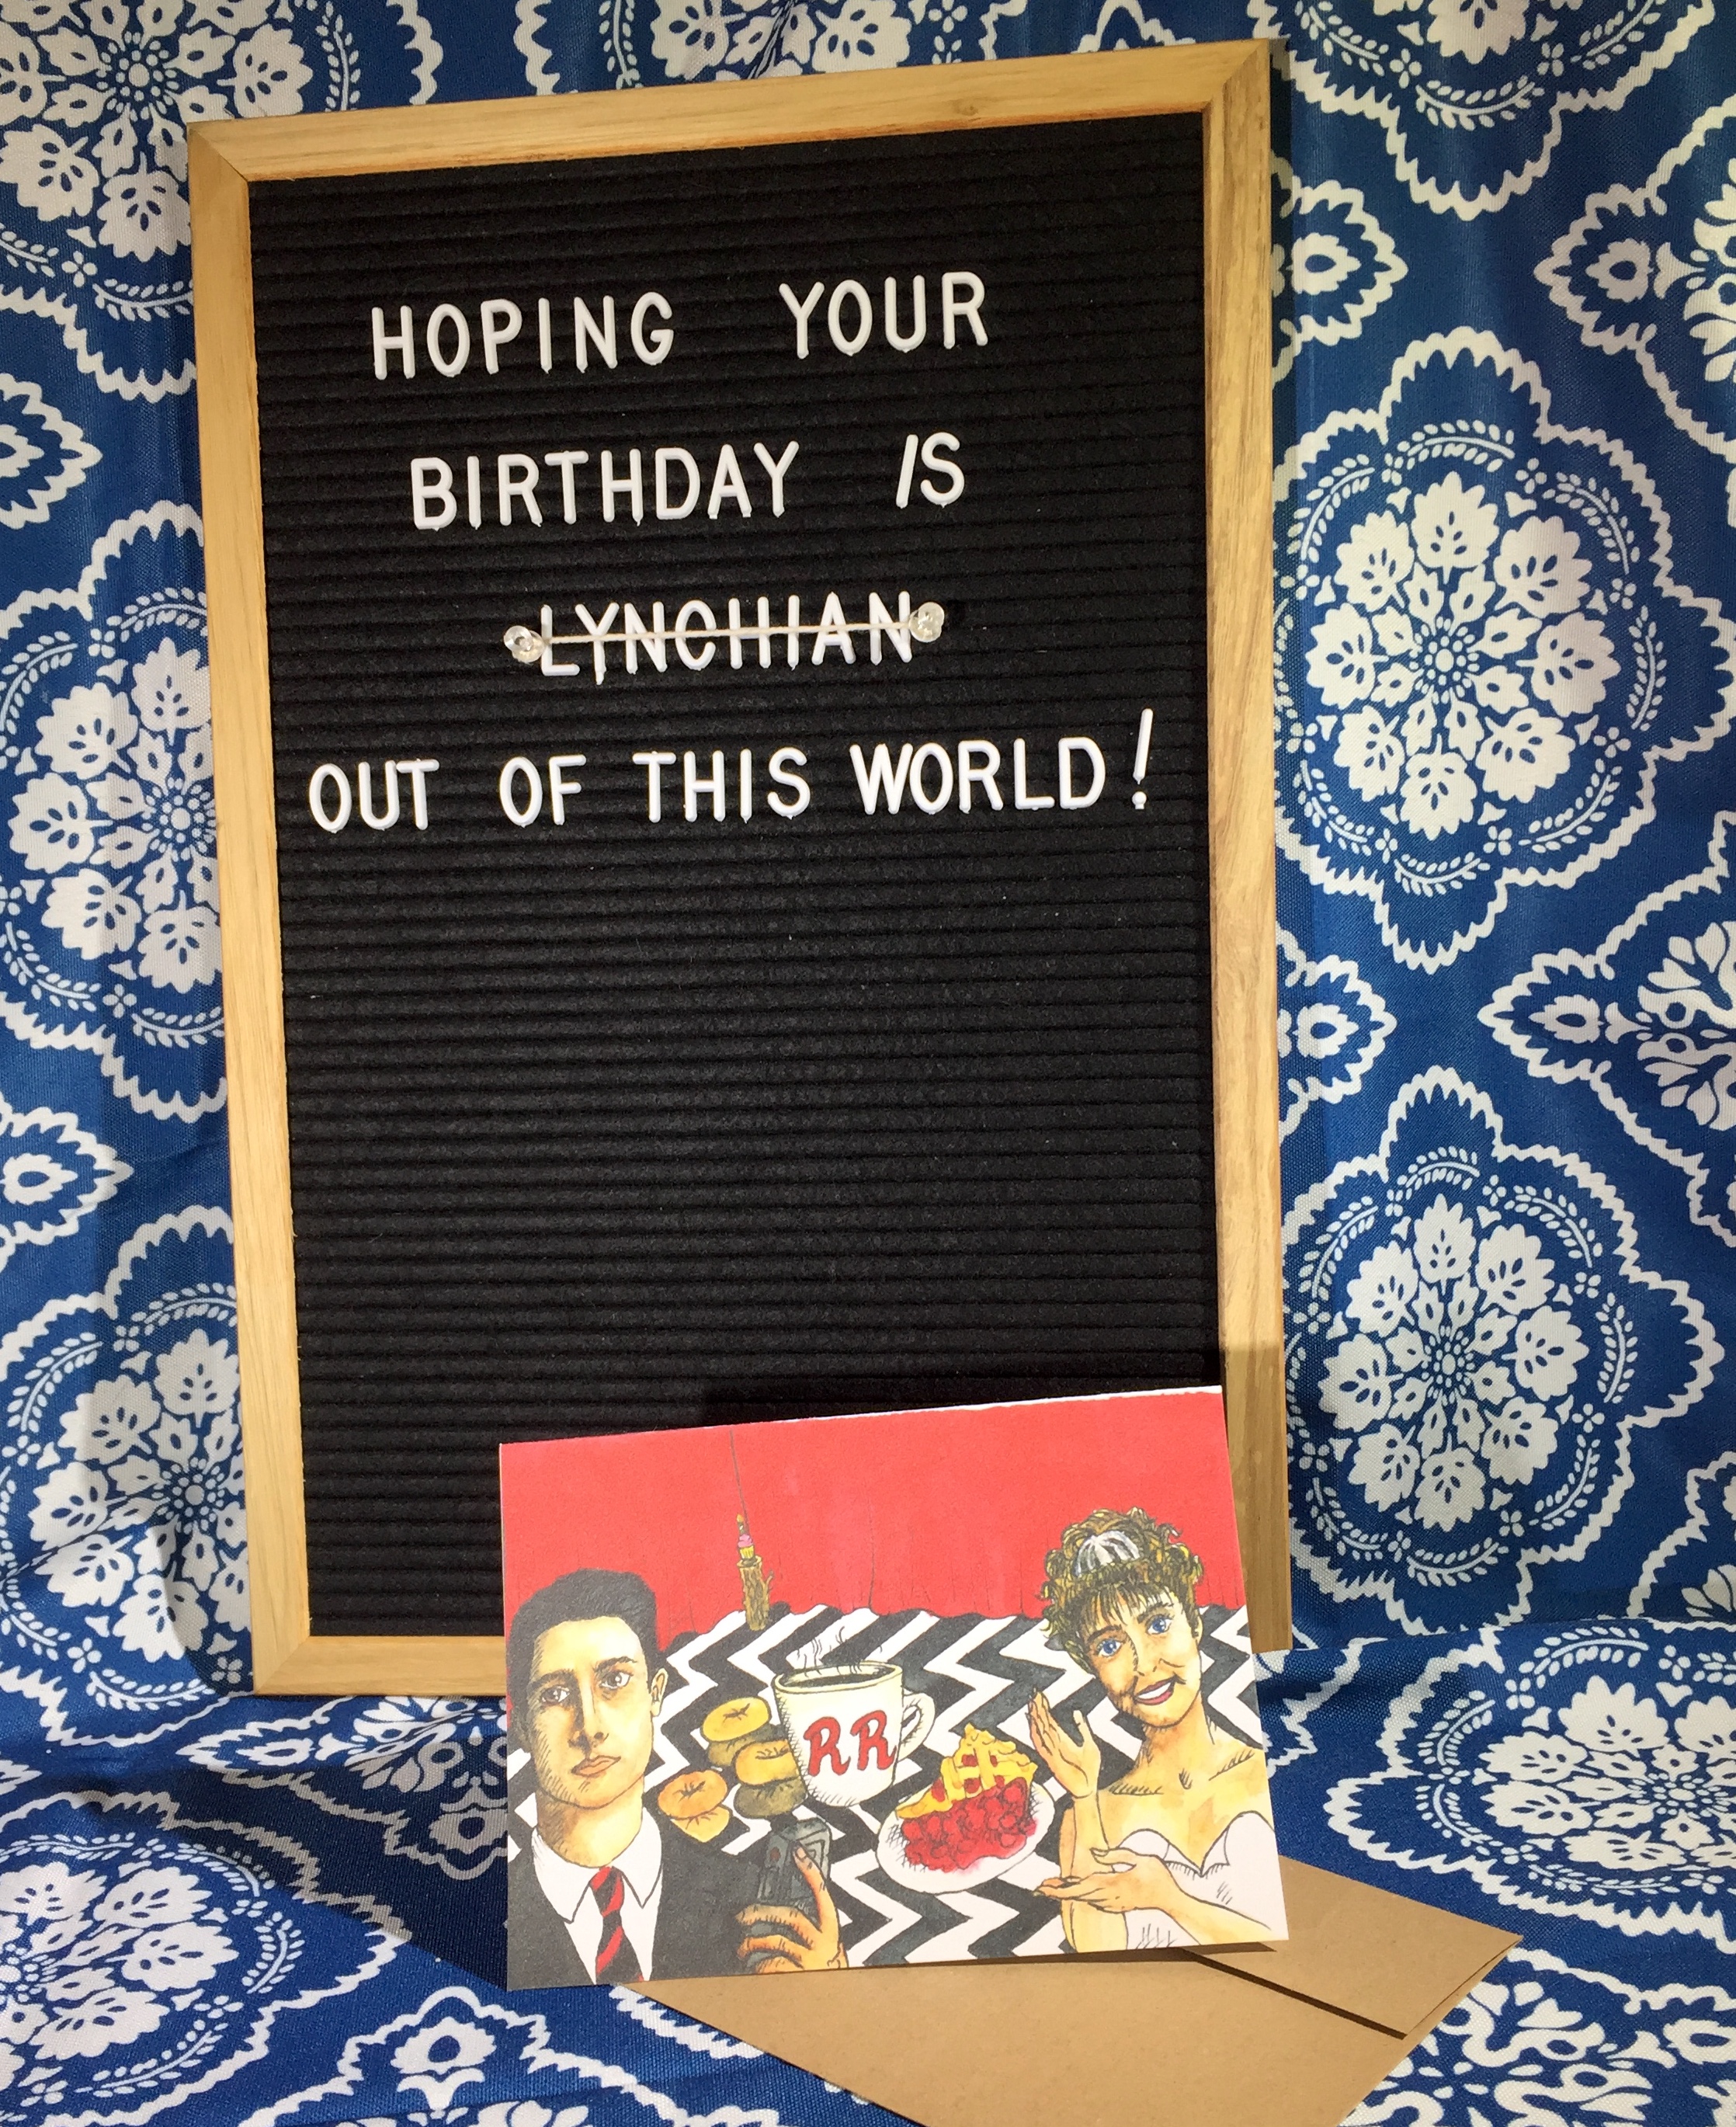 HOPING YOUR
BIRTHDAY IS
LYNCHIAN
OUT OF THIS WORLD!
RR